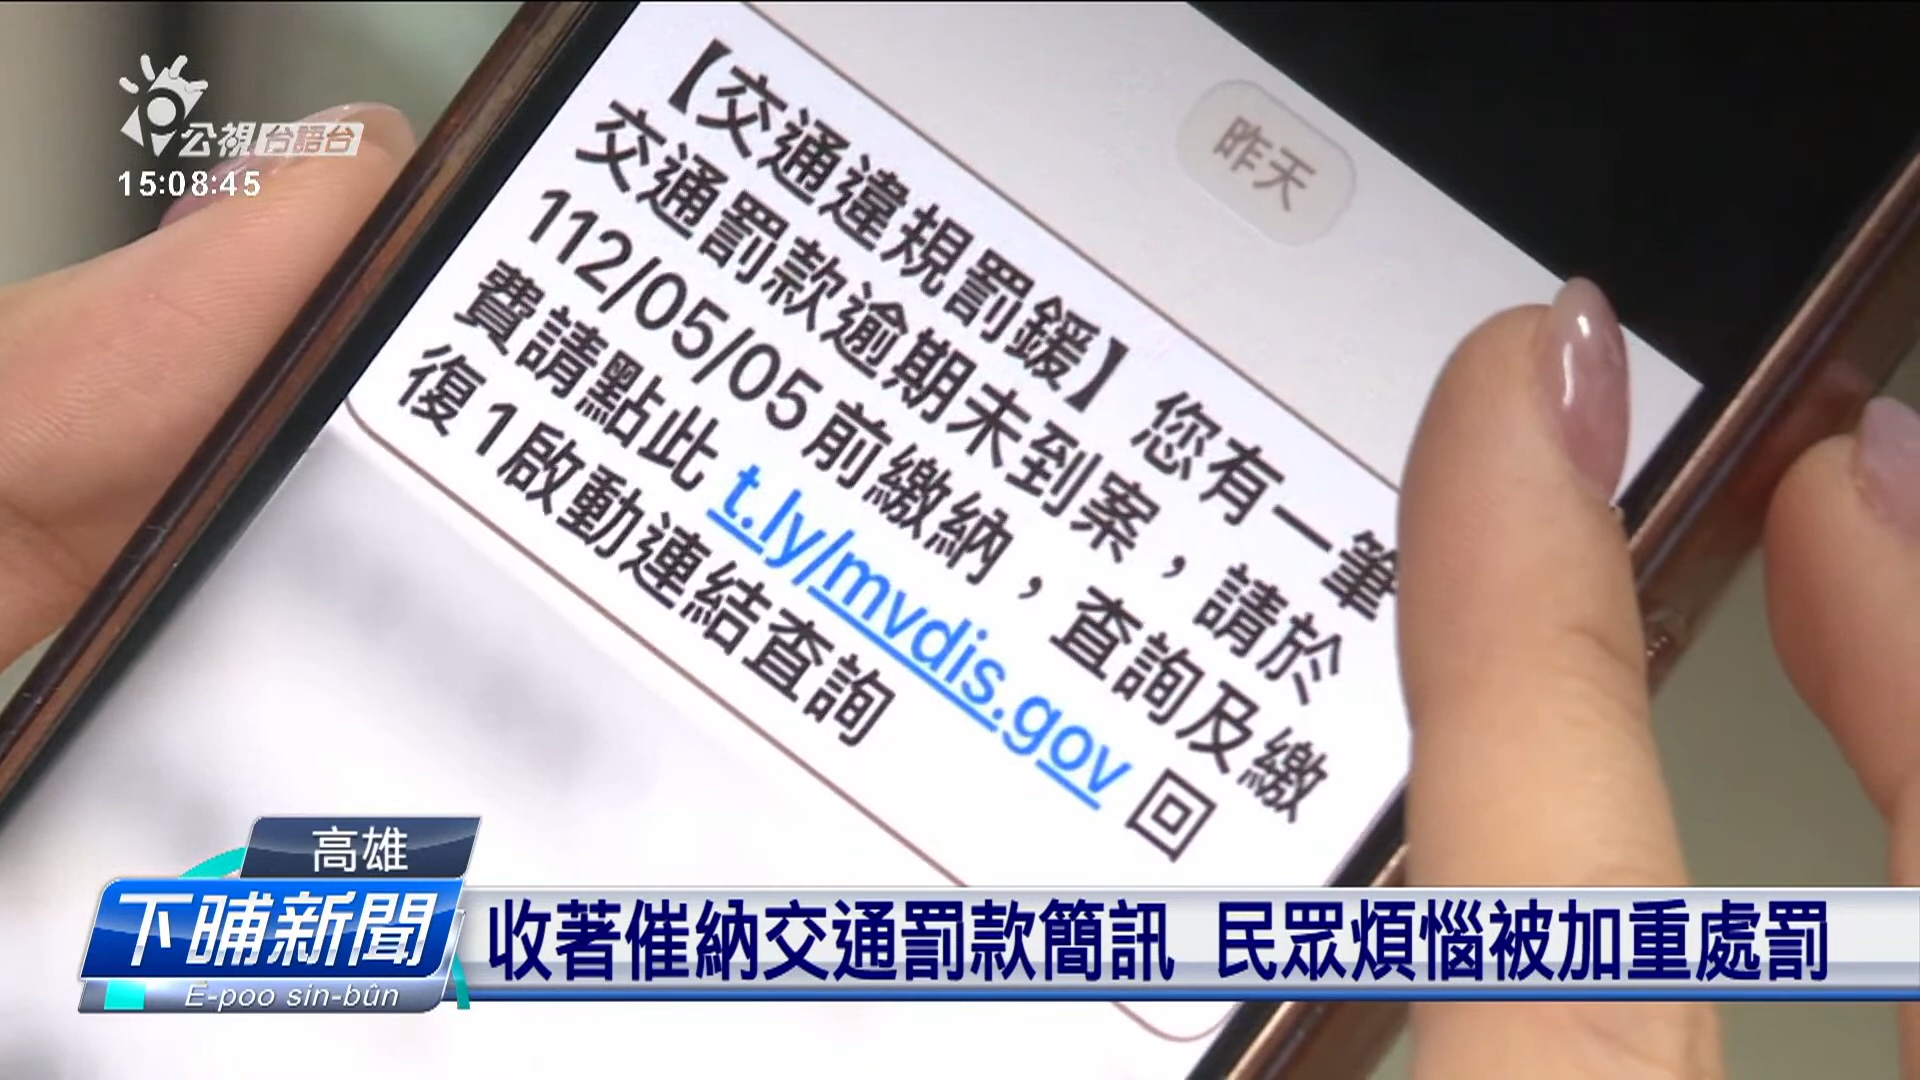 公視台語台
15:08:45
昨天
【交通違規罰鍰】您有一筆
交通罰款逾期未到案，請於
112/05/05前繳納，查詢及繳
費請點此 t.ly/mvdis.gov 回
復1啟動連結查詢
高雄
下晡新聞
E-poo sin-bûn
收著催納交通罰款簡訊 民眾煩惱被加重處罰